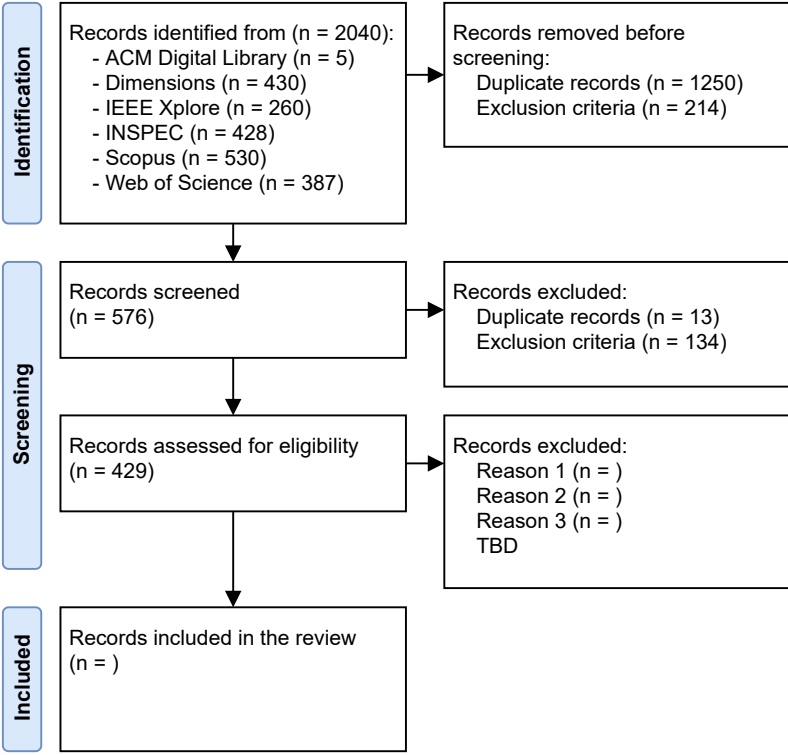 Identification
Records identified from (n = 2040):
- ACM Digital Library (n = 5)
- Dimensions (n = 430)
- IEEE Xplore (n = 260)
- INSPEC (n = 428)
- Scopus (n = 530)
- Web of Science (n = 387)
Records removed before
screening:
Duplicate records (n = 1250)
Exclusion criteria (n = 214)
Screening
Records screened
(n = 576)
Records excluded:
Duplicate records (n = 13)
Exclusion criteria (n = 134)
Records assessed for eligibility
(n = 429)
Records excluded:
Reason 1 (n = )
Reason 2 (n = )
Reason 3 (n = )
TBD
Included
Records included in the review
(n = )